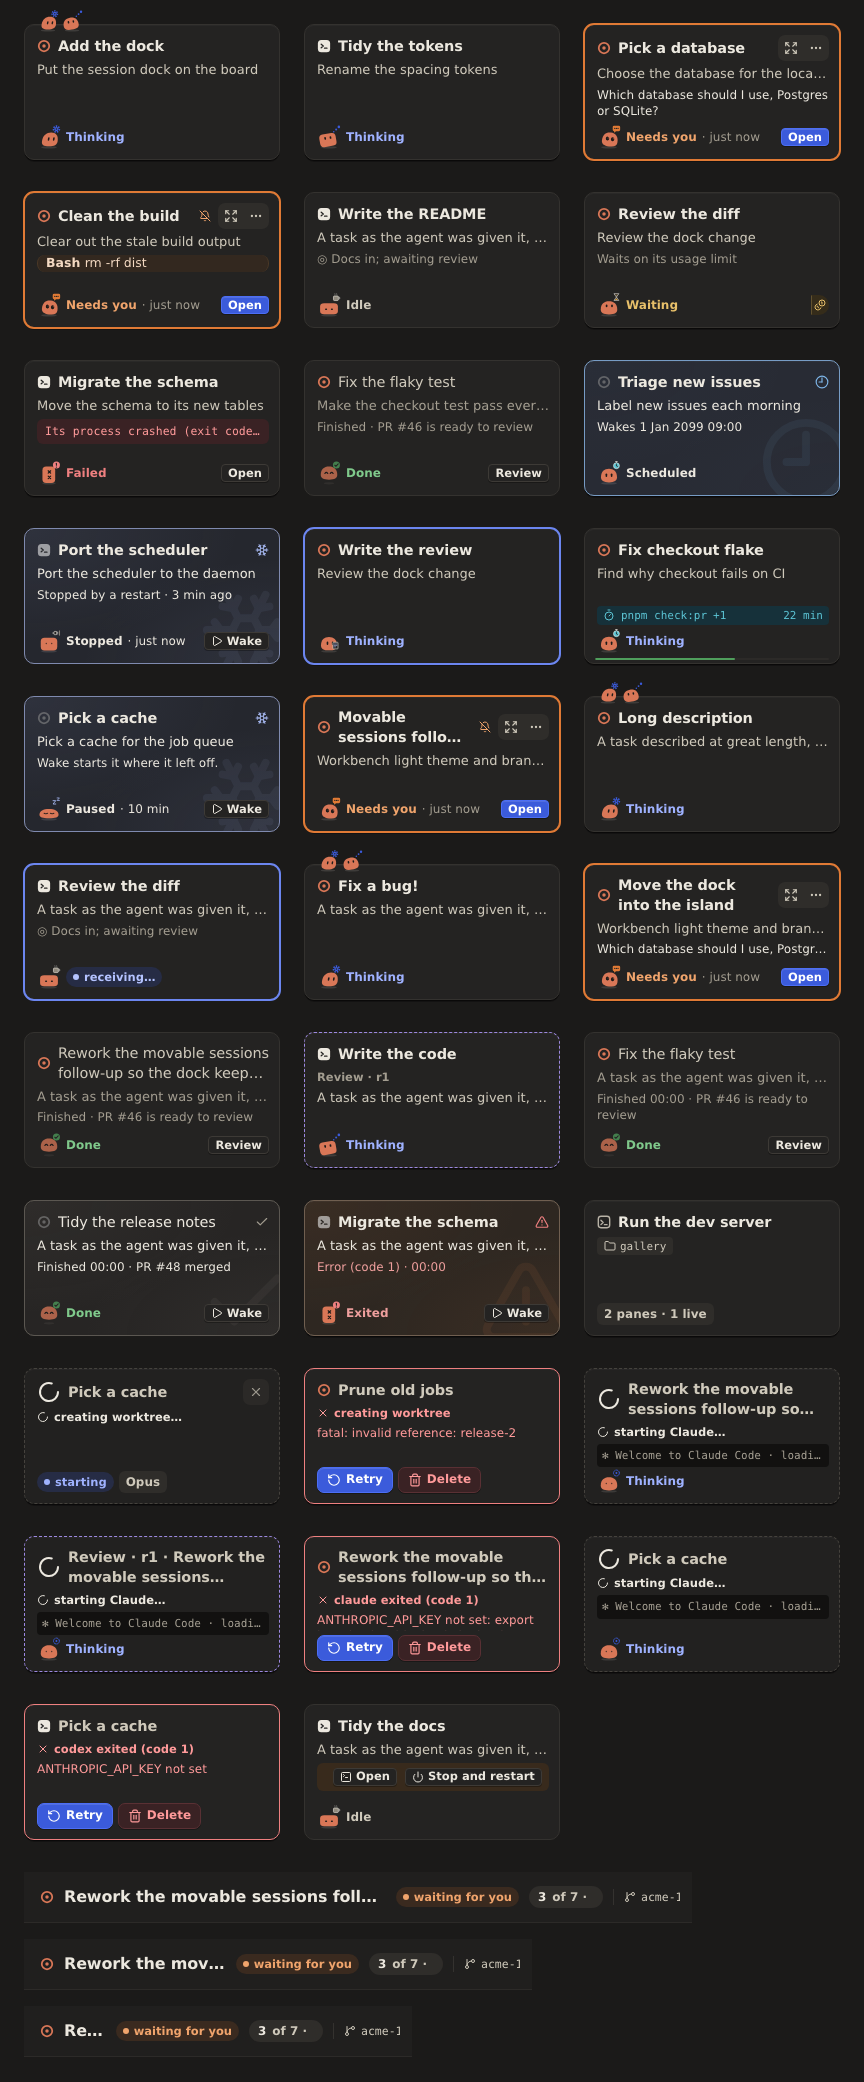 Add the dock
Put the session dock on the board
Thinking
Tidy the tokens
Rename the spacing tokens
Thinking
Pick a database
Choose the database for the loca…
Which database should I use, Postgres
or SQLite?
Needs you · just now
Open
Clean the build
Clear out the stale build output
Bash rm -rf dist
Needs you · just now
Open
Write the README
A task as the agent was given it, …
◎ Docs in; awaiting review
Idle
Review the diff
Review the dock change
Waits on its usage limit
Waiting
Migrate the schema
Move the schema to its new tables
Its process crashed (exit code…
Failed
Open
Fix the flaky test
Make the checkout test pass ever…
Finished · PR #46 is ready to review
Done
Review
Triage new issues
Label new issues each morning
Wakes 1 Jan 2099 09:00
Scheduled
Port the scheduler
Port the scheduler to the daemon
Stopped by a restart · 3 min ago
Stopped · just now
Wake
Write the review
Review the dock change
Thinking
Fix checkout flake
Find why checkout fails on CI
pnpm check:pr +1
22 min
Thinking
Pick a cache
Pick a cache for the job queue
Wake starts it where it left off.
Paused · 10 min
Wake
Movable
sessions follo…
Workbench light theme and bran…
Needs you · just now
Open
Long description
A task described at great length, …
Thinking
Review the diff
A task as the agent was given it, …
◎ Docs in; awaiting review
receiving…
Fix a bug!
A task as the agent was given it, …
Thinking
Move the dock
into the island
Workbench light theme and bran…
Which database should I use, Postgr…
Needs you · just now
Open
Rework the movable sessions
follow-up so the dock keep…
A task as the agent was given it, …
Finished · PR #46 is ready to review
Done
Review
Write the code
Review · r1
A task as the agent was given it, …
Thinking
Fix the flaky test
A task as the agent was given it, …
Finished 00:00 · PR #46 is ready to
review
Done
Review
Tidy the release notes
A task as the agent was given it, …
Finished 00:00 · PR #48 merged
Done
Wake
Migrate the schema
A task as the agent was given it, …
Error (code 1) · 00:00
Exited
Wake
Run the dev server
gallery
2 panes · 1 live
Pick a cache
creating worktree…
starting
Opus
Prune old jobs
creating worktree
fatal: invalid reference: release-2
Retry
Delete
Rework the movable
sessions follow-up so…
starting Claude…
✻ Welcome to Claude Code · loadi…
Thinking
Review · r1 · Rework the
movable sessions…
starting Claude…
✻ Welcome to Claude Code · loadi…
Thinking
Rework the movable
sessions follow-up so th…
claude exited (code 1)
ANTHROPIC_API_KEY not set: export
Retry
Delete
Pick a cache
starting Claude…
✻ Welcome to Claude Code · loadi…
Thinking
Pick a cache
codex exited (code 1)
ANTHROPIC_API_KEY not set
Retry
Delete
Tidy the docs
A task as the agent was given it, …
Open
Stop and restart
Idle
Rework the movable sessions foll…
waiting for you
3 of 7 ·
acme-1
Rework the mov…
waiting for you
3 of 7 ·
acme-1
Re…
waiting for you
3 of 7 ·
acme-1